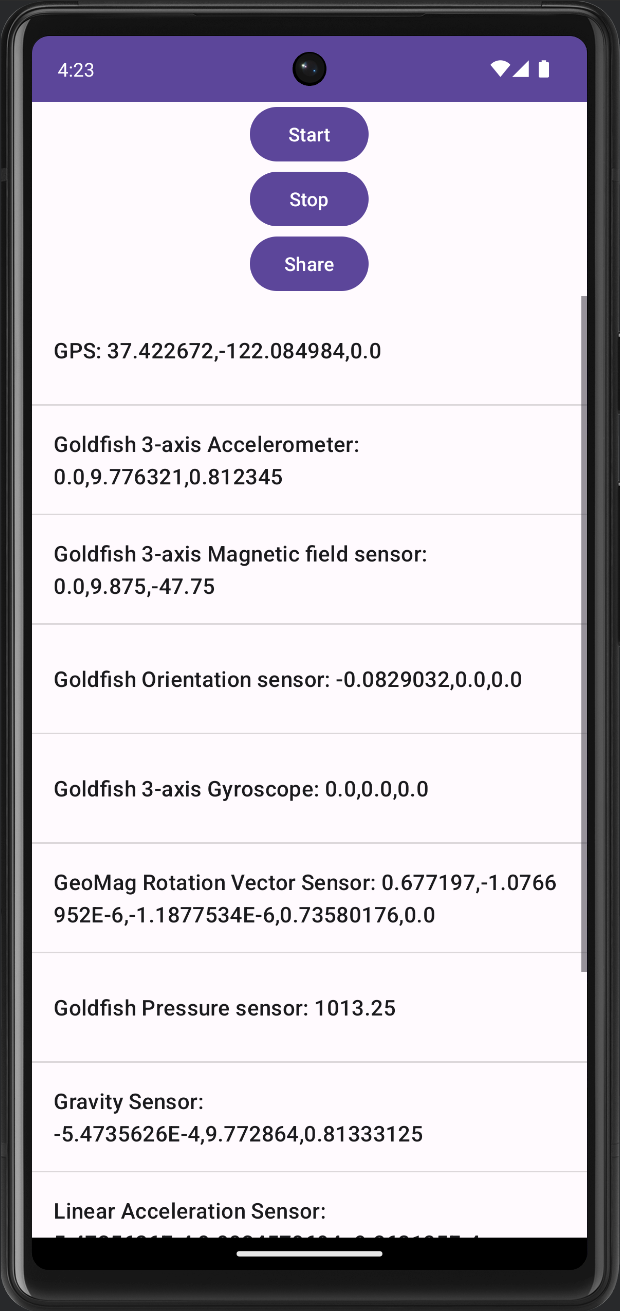 4:23
Start
Stop
Share
GPS: 37.422672,-122.084984,0.0
Goldfish 3-axis Accelerometer:
0.0,9.776321,0.812345
Goldfish 3-axis Magnetic field sensor:
0.0,9.875,-47.75
Goldfish Orientation sensor: -0.0829032,0.0,0.0
Goldfish 3-axis Gyroscope: 0.0,0.0,0.0
GeoMag Rotation Vector Sensor: 0.677197,-1.0766
952E-6,-1.1877534E-6,0.73580176,0.0
Goldfish Pressure sensor: 1013.25
Gravity Sensor:
-5.4735626E-4,9.772864,0.81333125
Linear Acceleration Sensor: